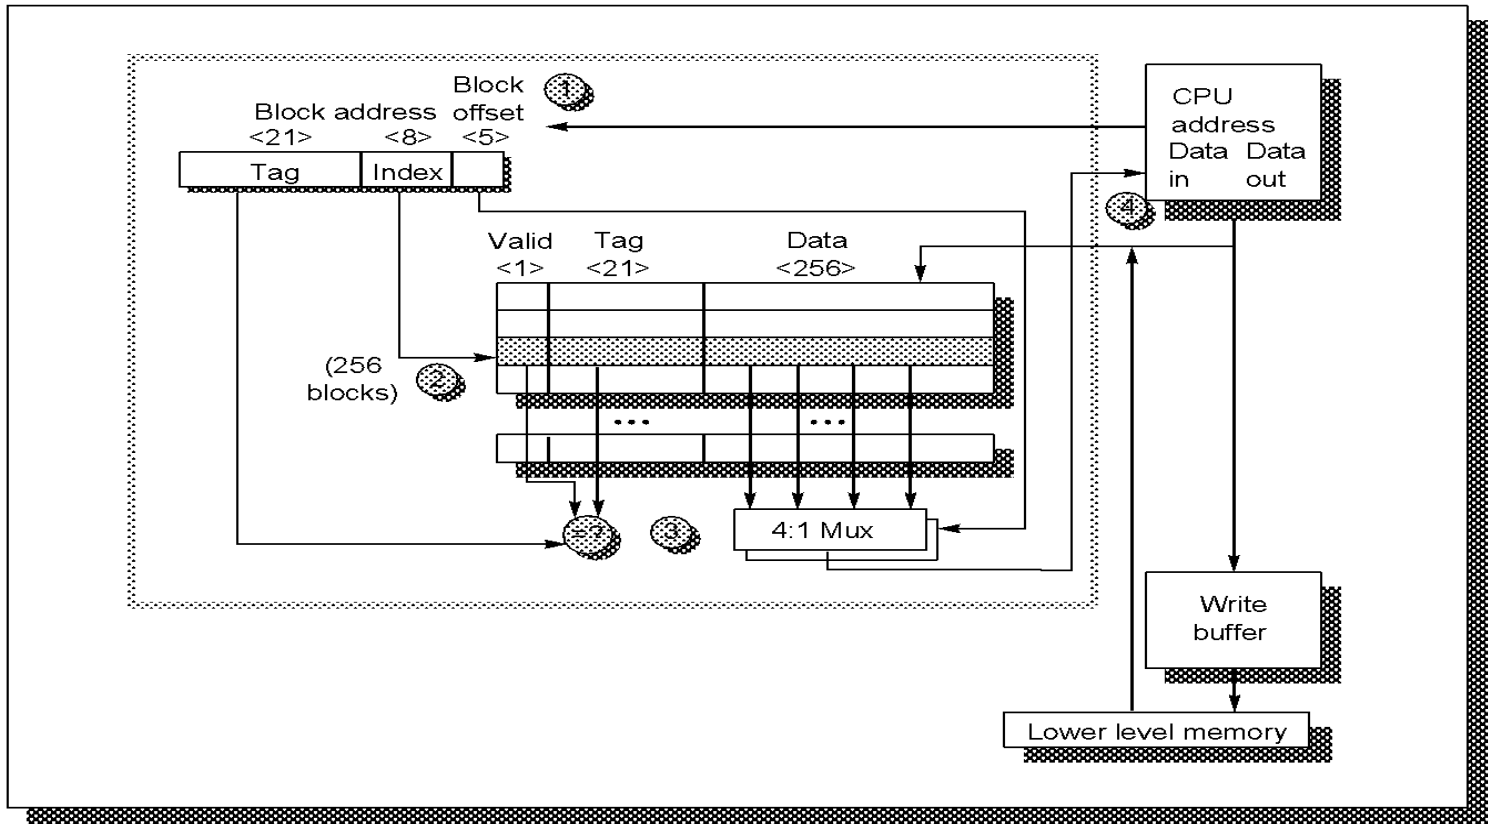 Block
Block address offset
<21> <8> <5>
1
Tag Index
CPU
address
Data Data
in out
4
Valid Tag Data
<1> <21> <256>
(256
blocks)
2
... ...
=?
3
4:1 Mux
Write
buffer
Lower level memory